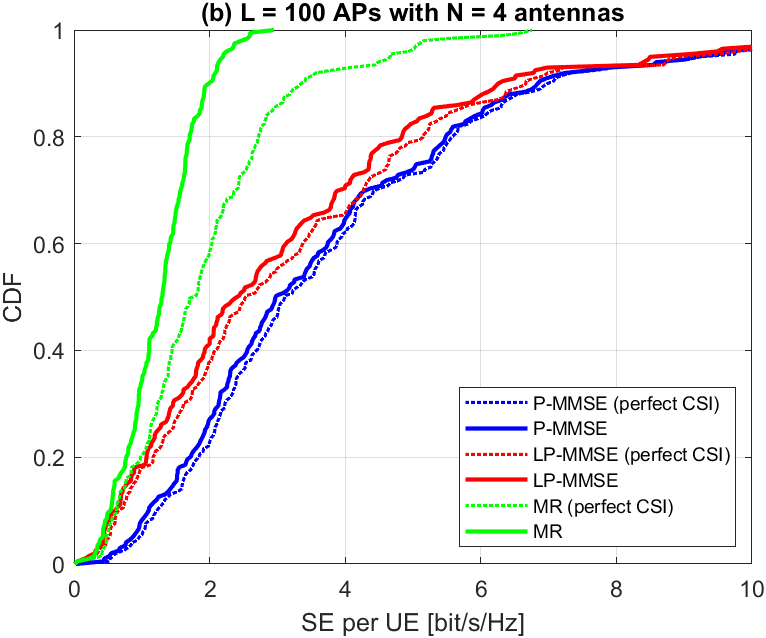 (b) L = 100 APs with N = 4 antennas
1
0.8
0.6
0.4
0.2
0
CDF
P-MMSE (perfect CSI)
P-MMSE
LP-MMSE (perfect CSI)
LP-MMSE
MR (perfect CSI)
MR
0 2 4 6 8 10
SE per UE [bit/s/Hz]